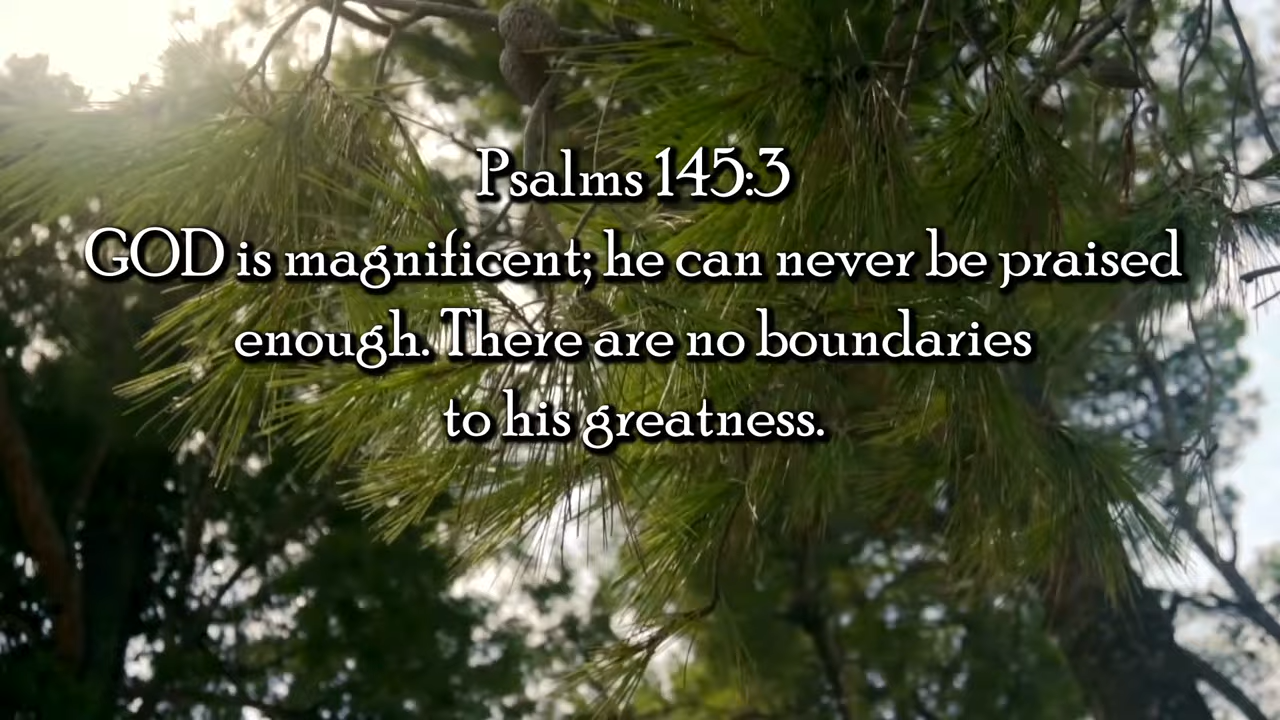 Psalms 145:3
GOD is magnificent; he can never be praised
enough. There are no boundaries
to his greatness.